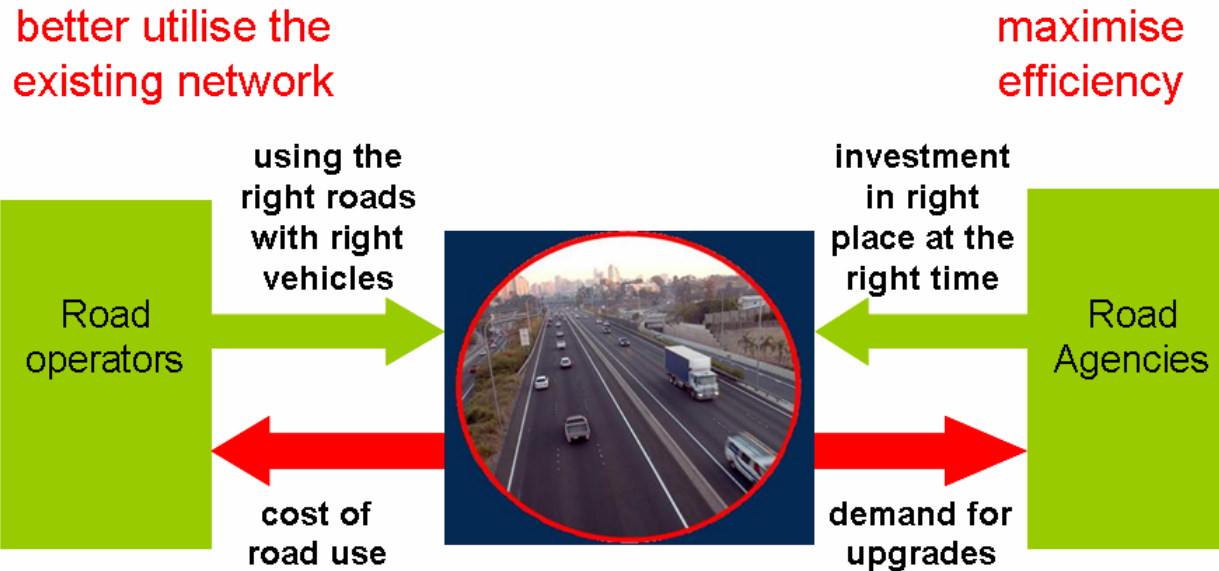 better utilise the
existing network
maximise
efficiency
using the
right roads
with right
vehicles
investment
in right
place at the
right time
Road
operators
Road
Agencies
cost of
road use
demand for
upgrades